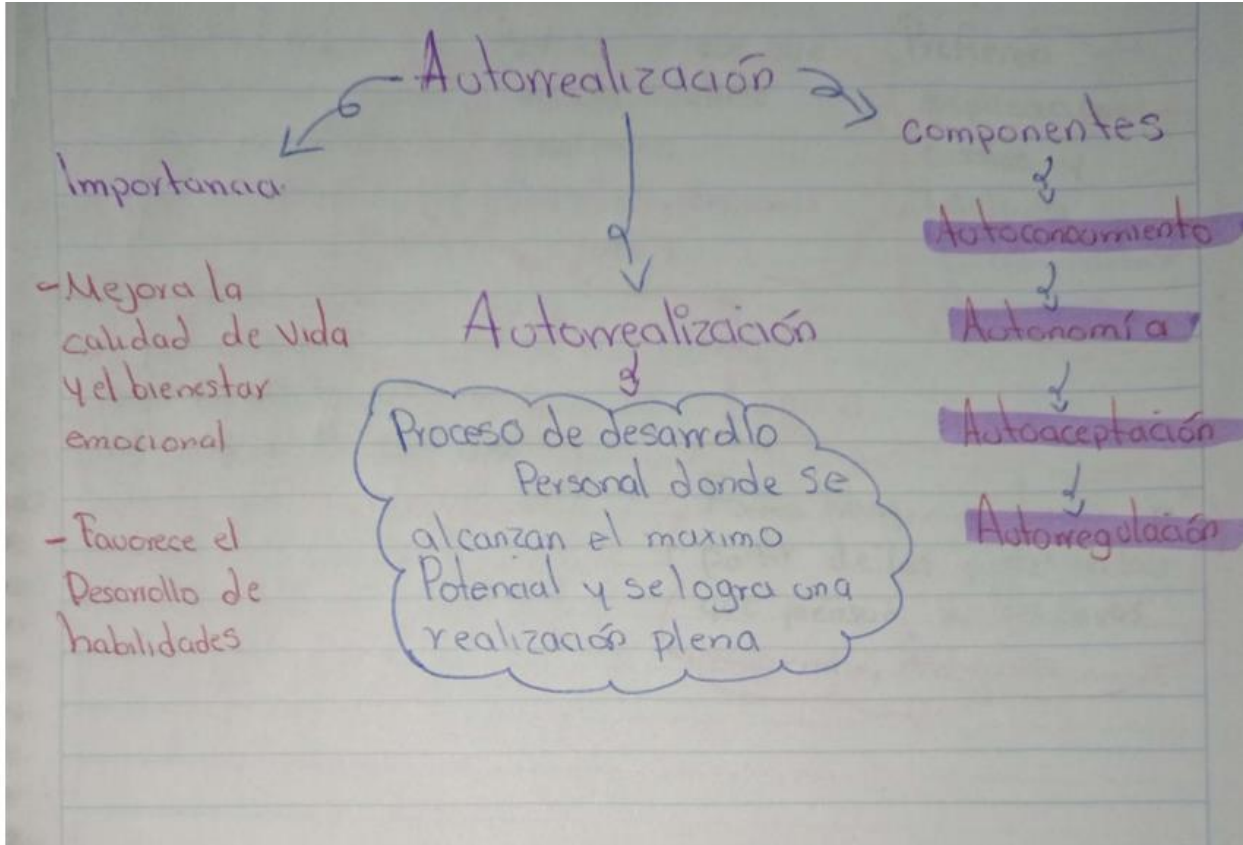 Autorrealización
Importancia
- Mejora la
calidad de vida
y el bienestar
emocional
- Favorece el
Desarrollo de
habilidades
Autorrealización
Proceso de desarrollo
Personal donde se
alcanzan el maximo
Potencial y se logra una
realización plena
componentes
Autoconocimiento
Autonomía
Autoaceptación
Autorregulación